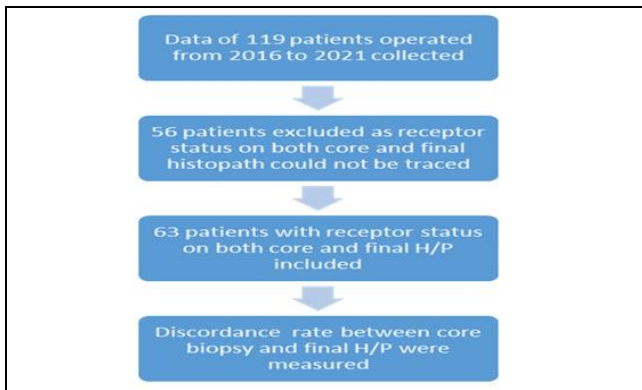 Data of 119 patients operated
from 2016 to 2021 collected
56 patients excluded as receptor
status on both core and final
histopath could not be traced
63 patients with receptor status
on both core and final H/P
included
Discordance rate between core
biopsy and final H/P were
measured